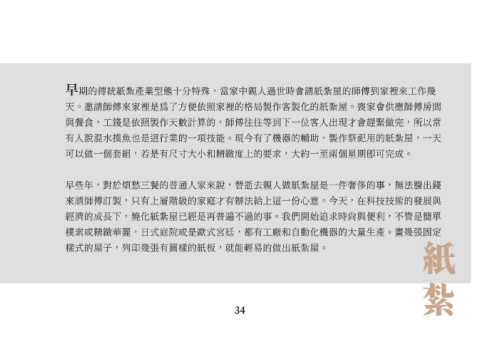 早期的傳統紙紮產業型態十分特殊，當家中親人過世時會請紙紮屋的師傅到家裡來工作幾
天。邀請師傅來家裡是為了方便依照家裡的格局製作客製化的紙紮屋。喪家會供應師傅房間
與餐食，工錢是依照製作天數計算的，師傅往往等到下一位客人出現才會趕緊做完，所以常
有人說混水摸魚也是這行業的一項技能。現今有了機器的輔助，製作祭祀用的紙紮屋，一天
可以做一個套組，若是有尺寸大小和精緻度上的要求，大約一至兩個星期即可完成。
早些年，對於煩愁三餐的普通人家來說，替逝去親人做紙紮屋是一件奢侈的事，無法騰出錢
來請師傅訂製，只有上層階級的家庭才有辦法給上這一份心意。今天，在科技技術的發展與
經濟的成長下，燒化紙紮屋已經是再普遍不過的事。我們開始追求時尚與便利，不管是簡單
樸素或精緻華麗，日式庭院或是歐式宮廷，都有工廠和自動化機器的大量生產。畫幾張固定
樣式的屋子，列印幾張有圖樣的紙板，就能輕易的做出紙紮屋。
紙紮
34